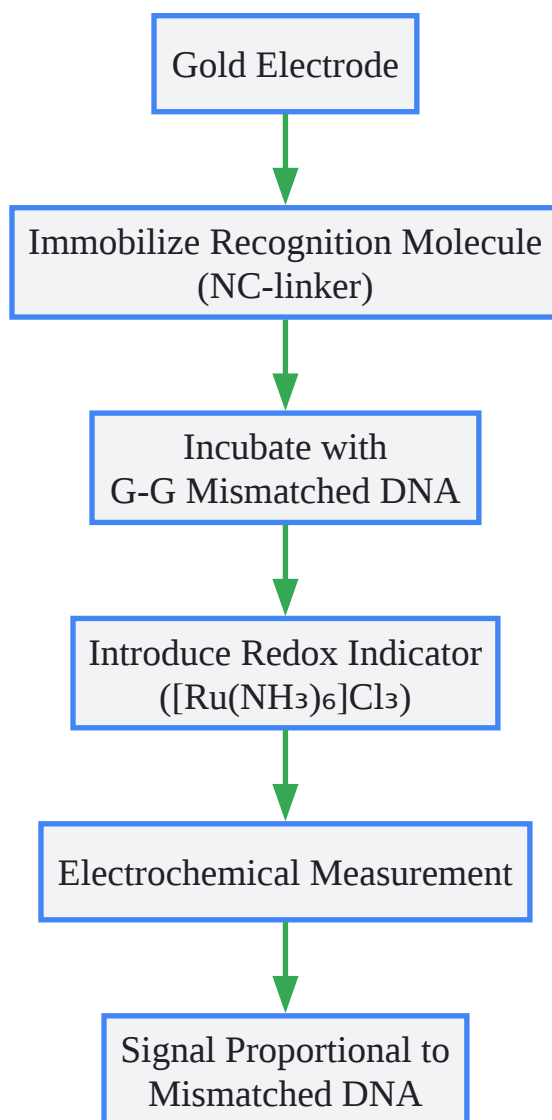 Gold Electrode
Immobilize Recognition Molecule
(NC-linker)
Incubate with
G-G Mismatched DNA
Introduce Redox Indicator
([Ru(NH₃)₆]Cl₃)
Electrochemical Measurement
Signal Proportional to
Mismatched DNA